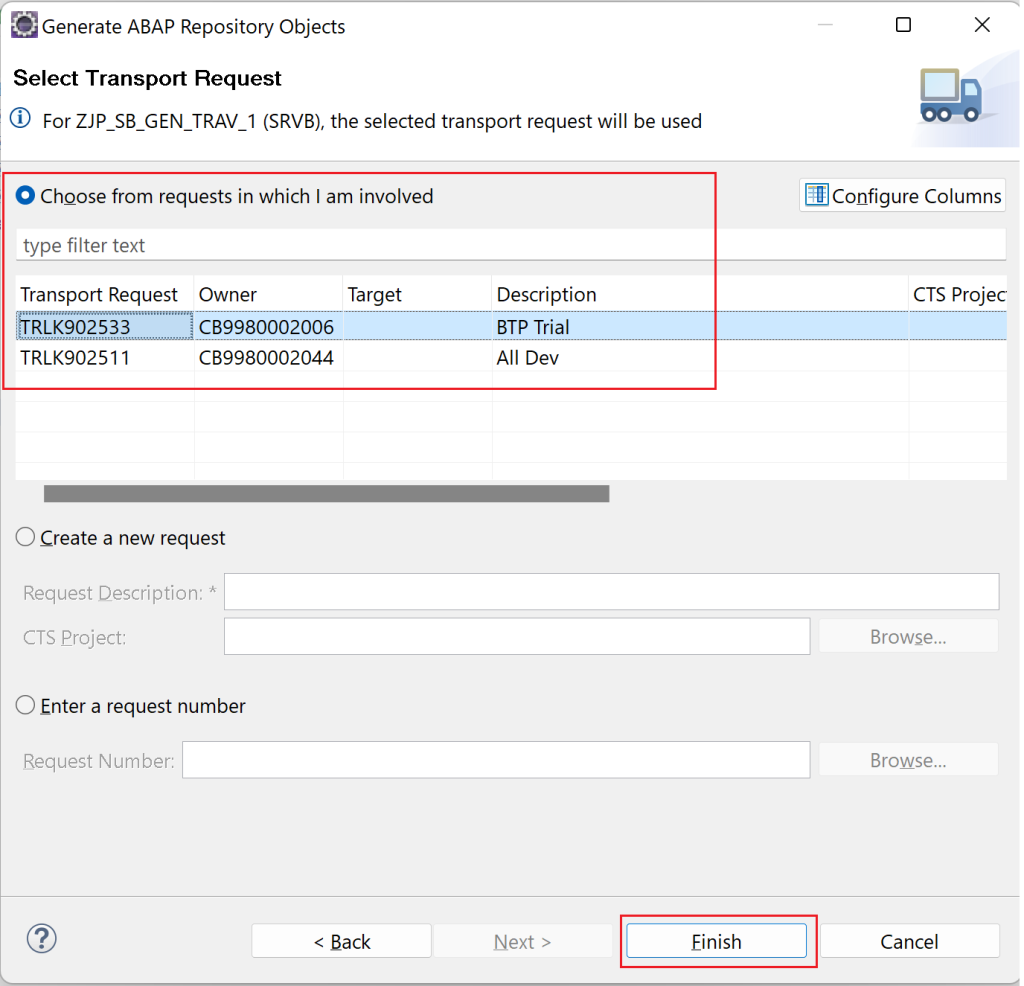 Generate ABAP Repository Objects
Select Transport Request
For ZJP_SB_GEN_TRAV_1 (SRVB), the selected transport request will be used
Choose from requests in which I am involved
Configure Columns
type filter text
Transport Request Owner Target Description CTS Projec
TRLK902533 CB9980002006 BTP Trial
TRLK902511 CB9980002044 All Dev
Create a new request
Request Description: *
CTS Project:
Browse...
Enter a request number
Request Number:
Browse...
?
< Back
Next >
Finish
Cancel